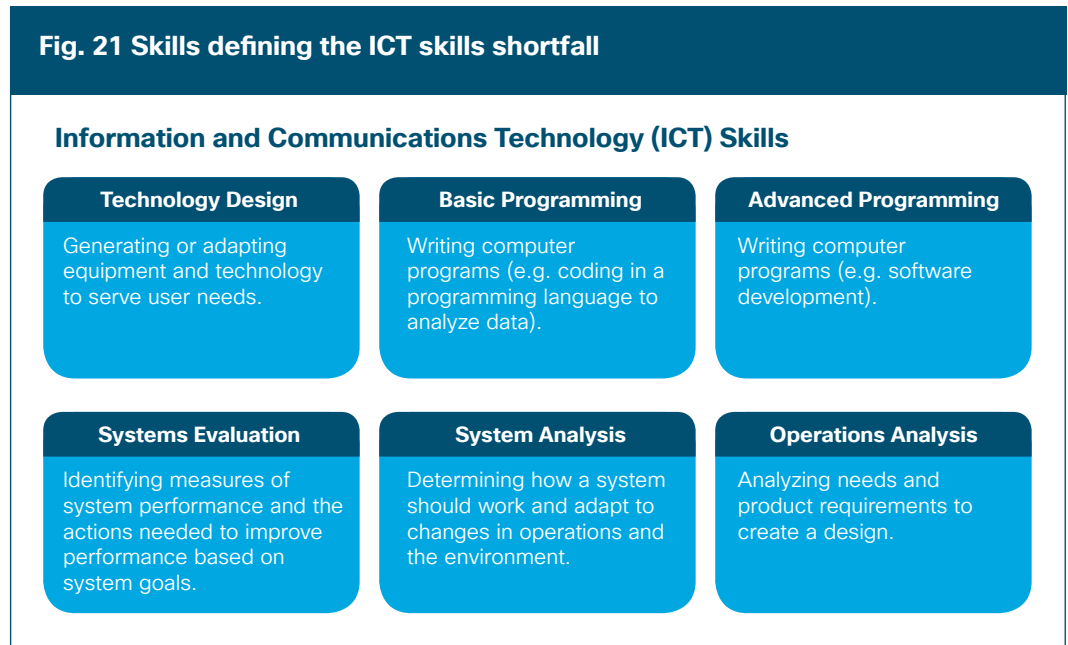 Fig. 21 Skills defining the ICT skills shortfall
Information and Communications Technology (ICT) Skills
Technology Design
Generating or adapting
equipment and technology
to serve user needs.
Basic Programming
Writing computer
programs (e.g. coding in a
programming language to
analyze data).
Advanced Programming
Writing computer
programs (e.g. software
development).
Systems Evaluation
Identifying measures of
system performance and the
actions needed to improve
performance based on
system goals.
System Analysis
Determining how a system
should work and adapt to
changes in operations and
the environment.
Operations Analysis
Analyzing needs and
product requirements to
create a design.